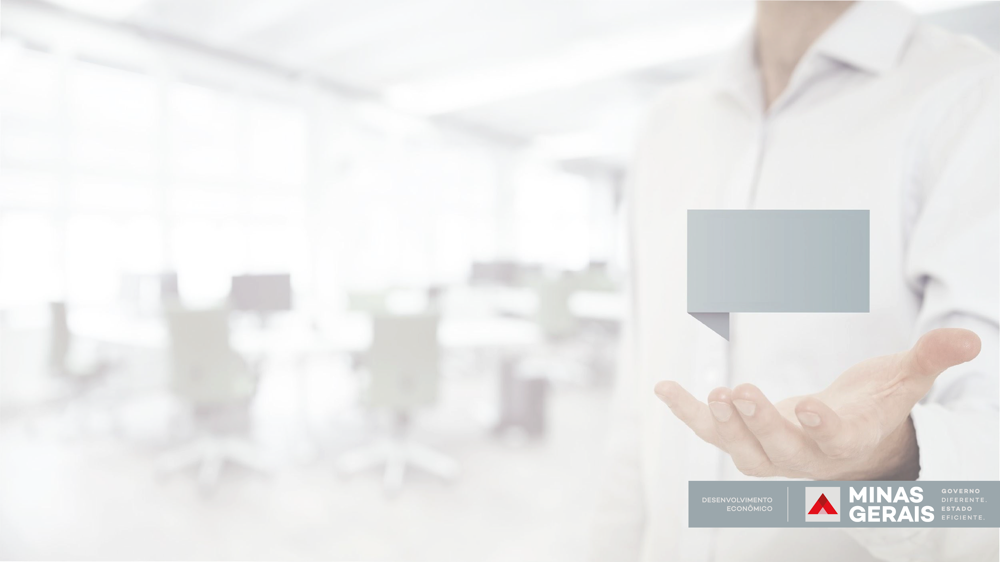 DESENVOLVIMENTO
ECONÔMICO
MINAS
GERAIS
GOVERNO
DIFERENTE.
ESTADO
EFICIENTE.